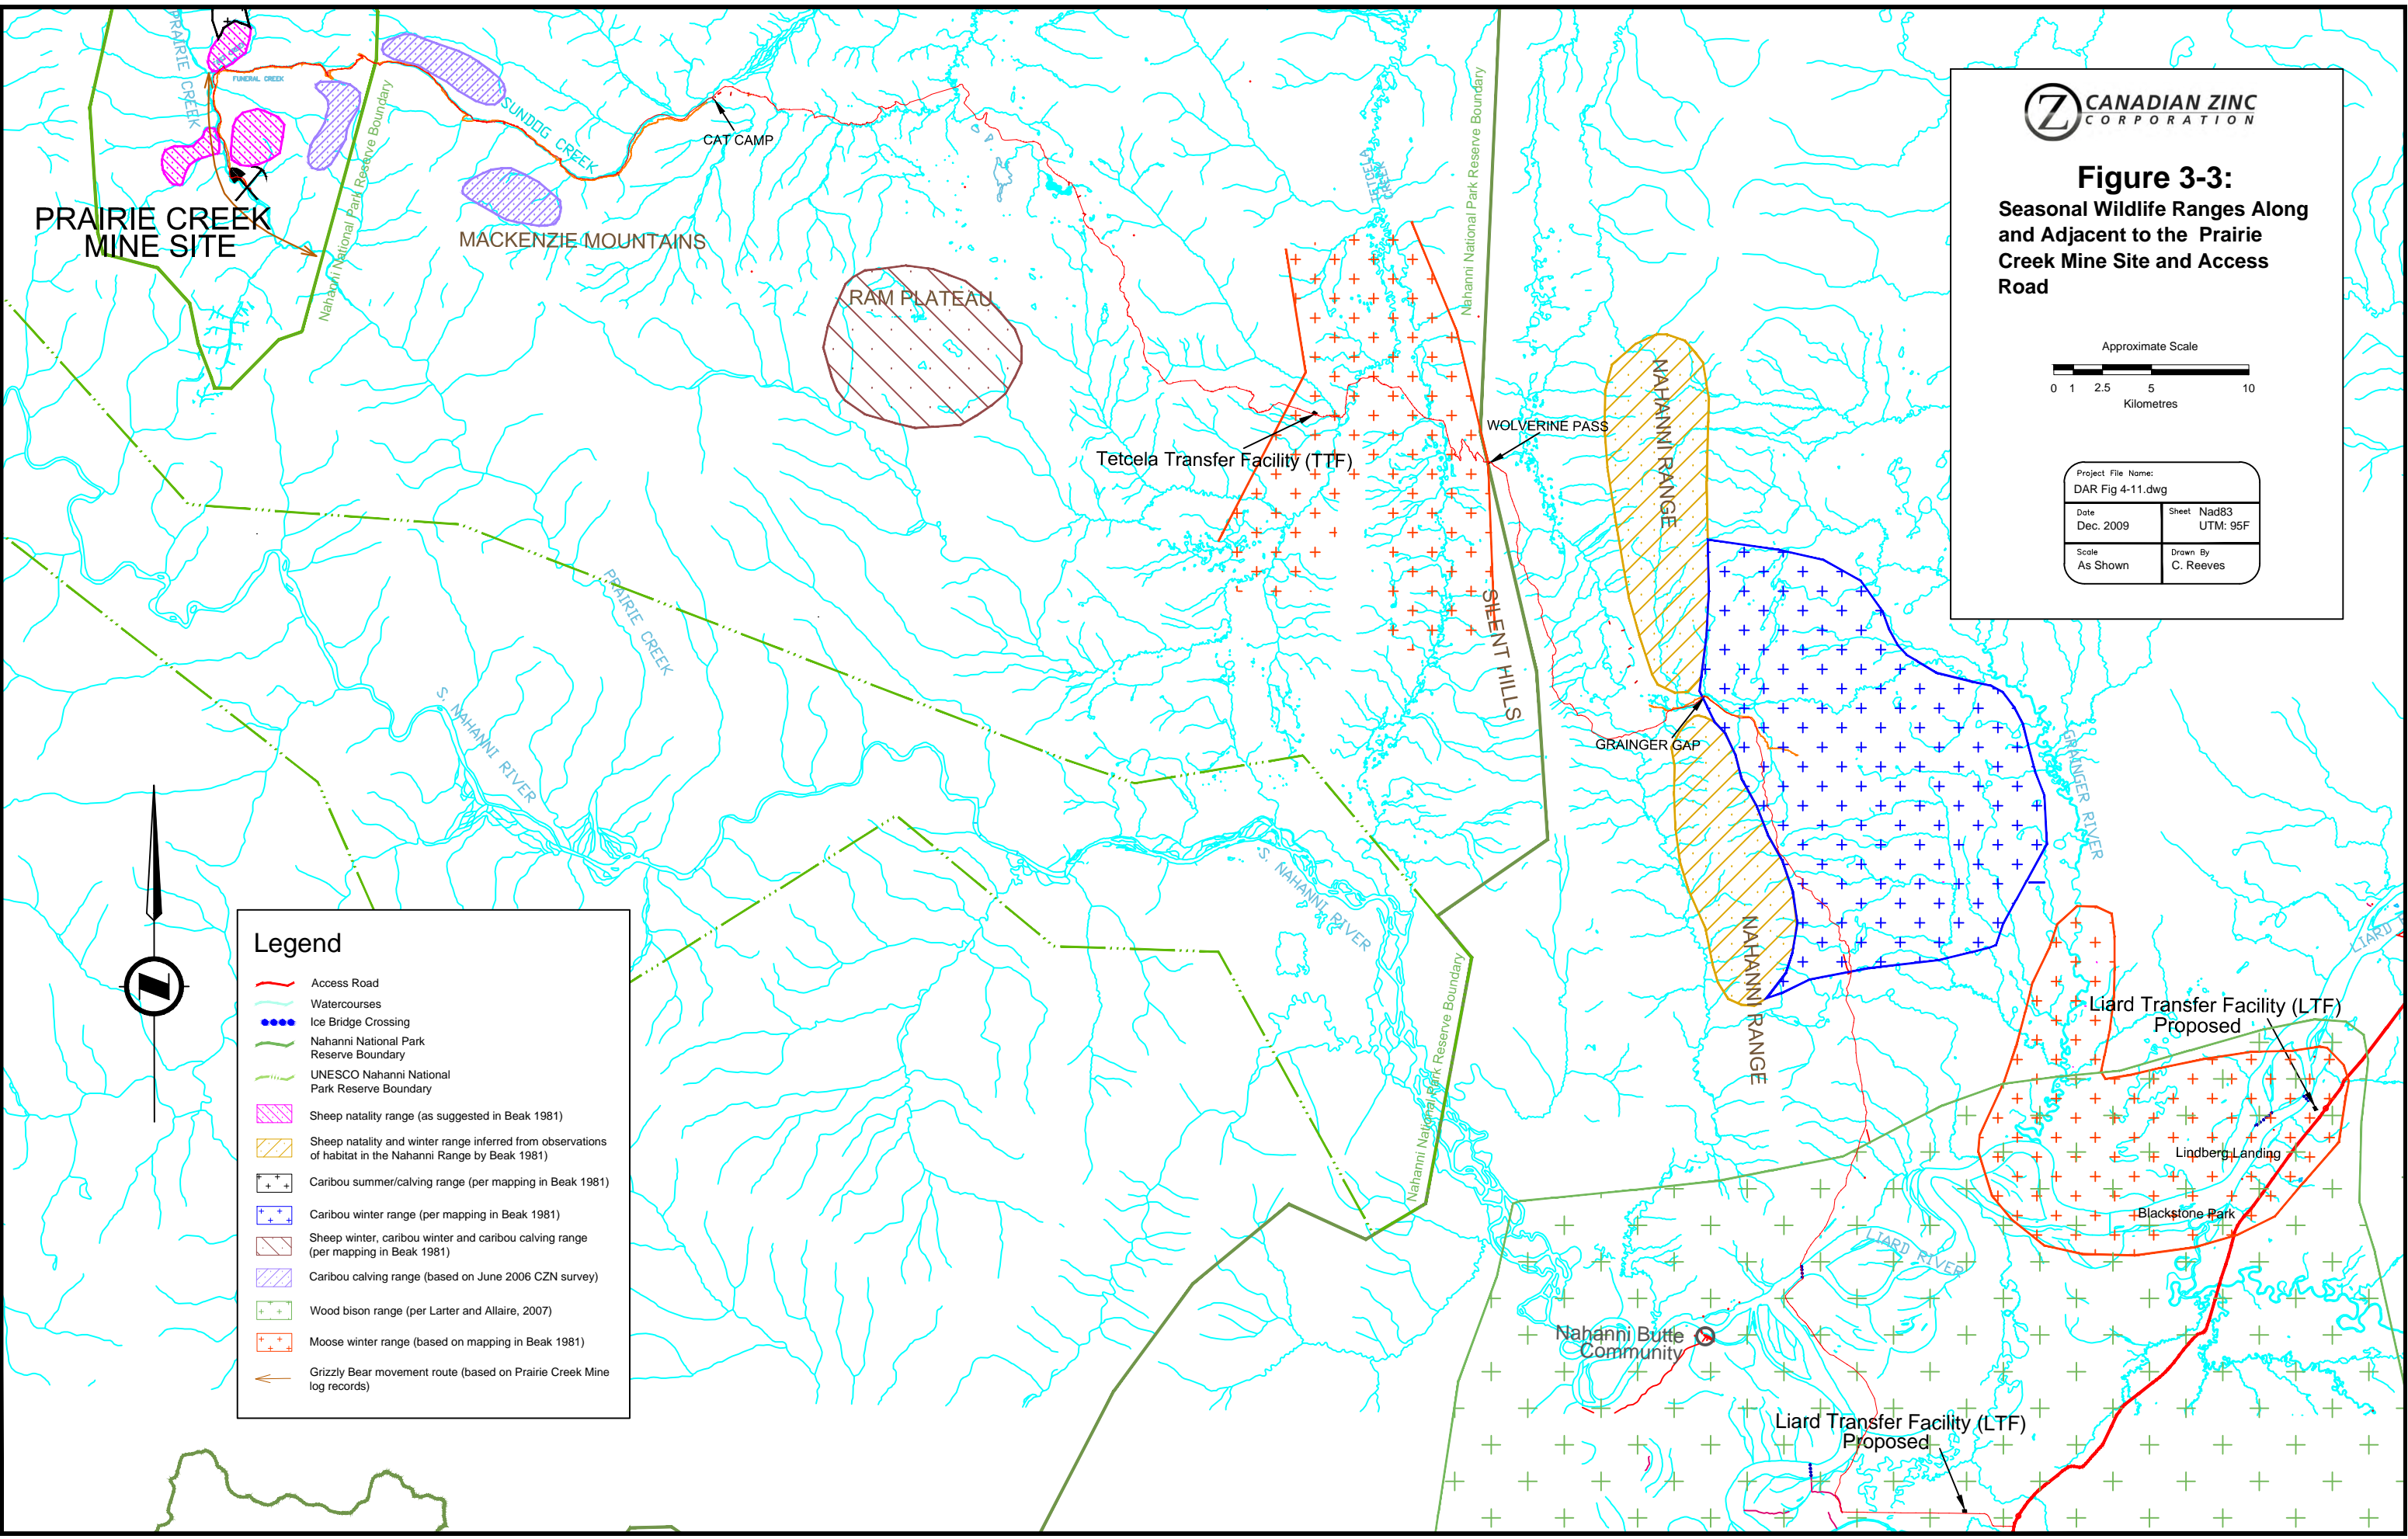 PRAIRIE CREEK
FUNERAL CREEK
Nahanni National Park Reserve Boundary
PRAIRIE CREEK
MINE SITE
SUNDOG CREEK
CAT CAMP
MACKENZIE MOUNTAINS
RAM PLATEAU
TETCELA
CREEK
Nahanni National Park Reserve Boundary
Tetcela Transfer Facility (TTF)
WOLVERINE PASS
NAHANNI RANGE
SILENT HILLS
GRAINGER GAP
GRAINGER RIVER
NAHANNI RANGE
PRAIRIE CREEK
S. NAHANNI RIVER
S. NAHANNI RIVER
Nahanni National Park Reserve Boundary
LIARD
Liard Transfer Facility (LTF)
Proposed
Lindberg Landing
Blackstone Park
LIARD RIVER
Nahanni Butte
Community
Liard Transfer Facility (LTF)
Proposed
Z
CANADIAN ZINC
CORPORATION
Figure 3-3:
Seasonal Wildlife Ranges Along
and Adjacent to the Prairie
Creek Mine Site and Access
Road
Approximate Scale
0 1 2.5 5 10
Kilometres
Project File Name:
DAR Fig 4-11.dwg
Date
Dec. 2009
Sheet Nad83
UTM: 95F
Scale
As Shown
Drawn By
C. Reeves
Legend
Access Road
Watercourses
Ice Bridge Crossing
Nahanni National Park
Reserve Boundary
UNESCO Nahanni National
Park Reserve Boundary
Sheep natality range (as suggested in Beak 1981)
Sheep natality and winter range inferred from observations
of habitat in the Nahanni Range by Beak 1981)
Caribou summer/calving range (per mapping in Beak 1981)
Caribou winter range (per mapping in Beak 1981)
Sheep winter, caribou winter and caribou calving range
(per mapping in Beak 1981)
Caribou calving range (based on June 2006 CZN survey)
Wood bison range (per Larter and Allaire, 2007)
Moose winter range (based on mapping in Beak 1981)
Grizzly Bear movement route (based on Prairie Creek Mine
log records)
N